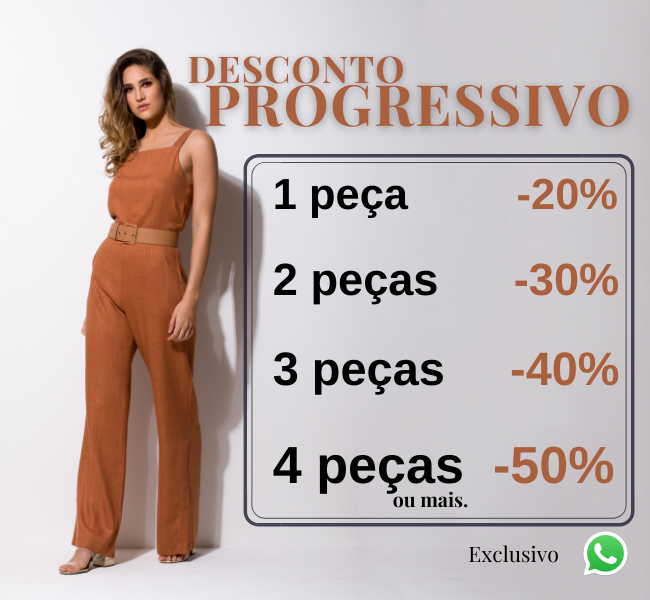 DESCONTO
PROGRESSIVO
1 peça -20%
2 peças -30%
3 peças -40%
4 peças -50%
ou mais.
Exclusivo